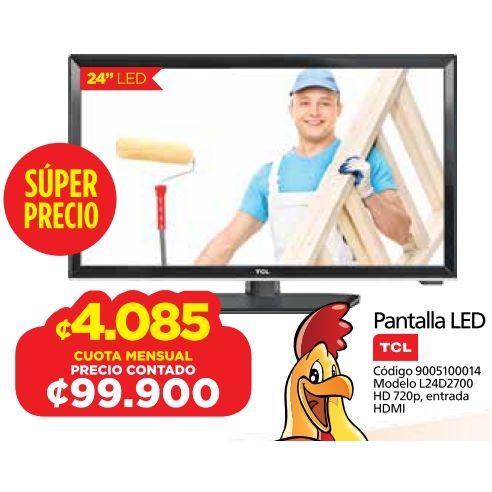 24” LED
SÚPER
PRECIO
TCL
₡4.085
CUOTA MENSUAL
PRECIO CONTADO
₡99.900
Pantalla LED
TCL
Código 9005100014
Modelo L24D2700
HD 720p, entrada
HDMI